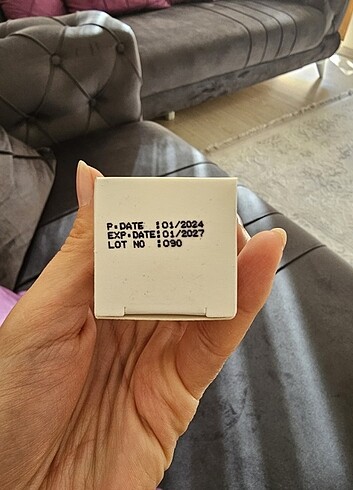 P.DATE :01/2024
EXP.DATE:01/2027
LOT NO :090